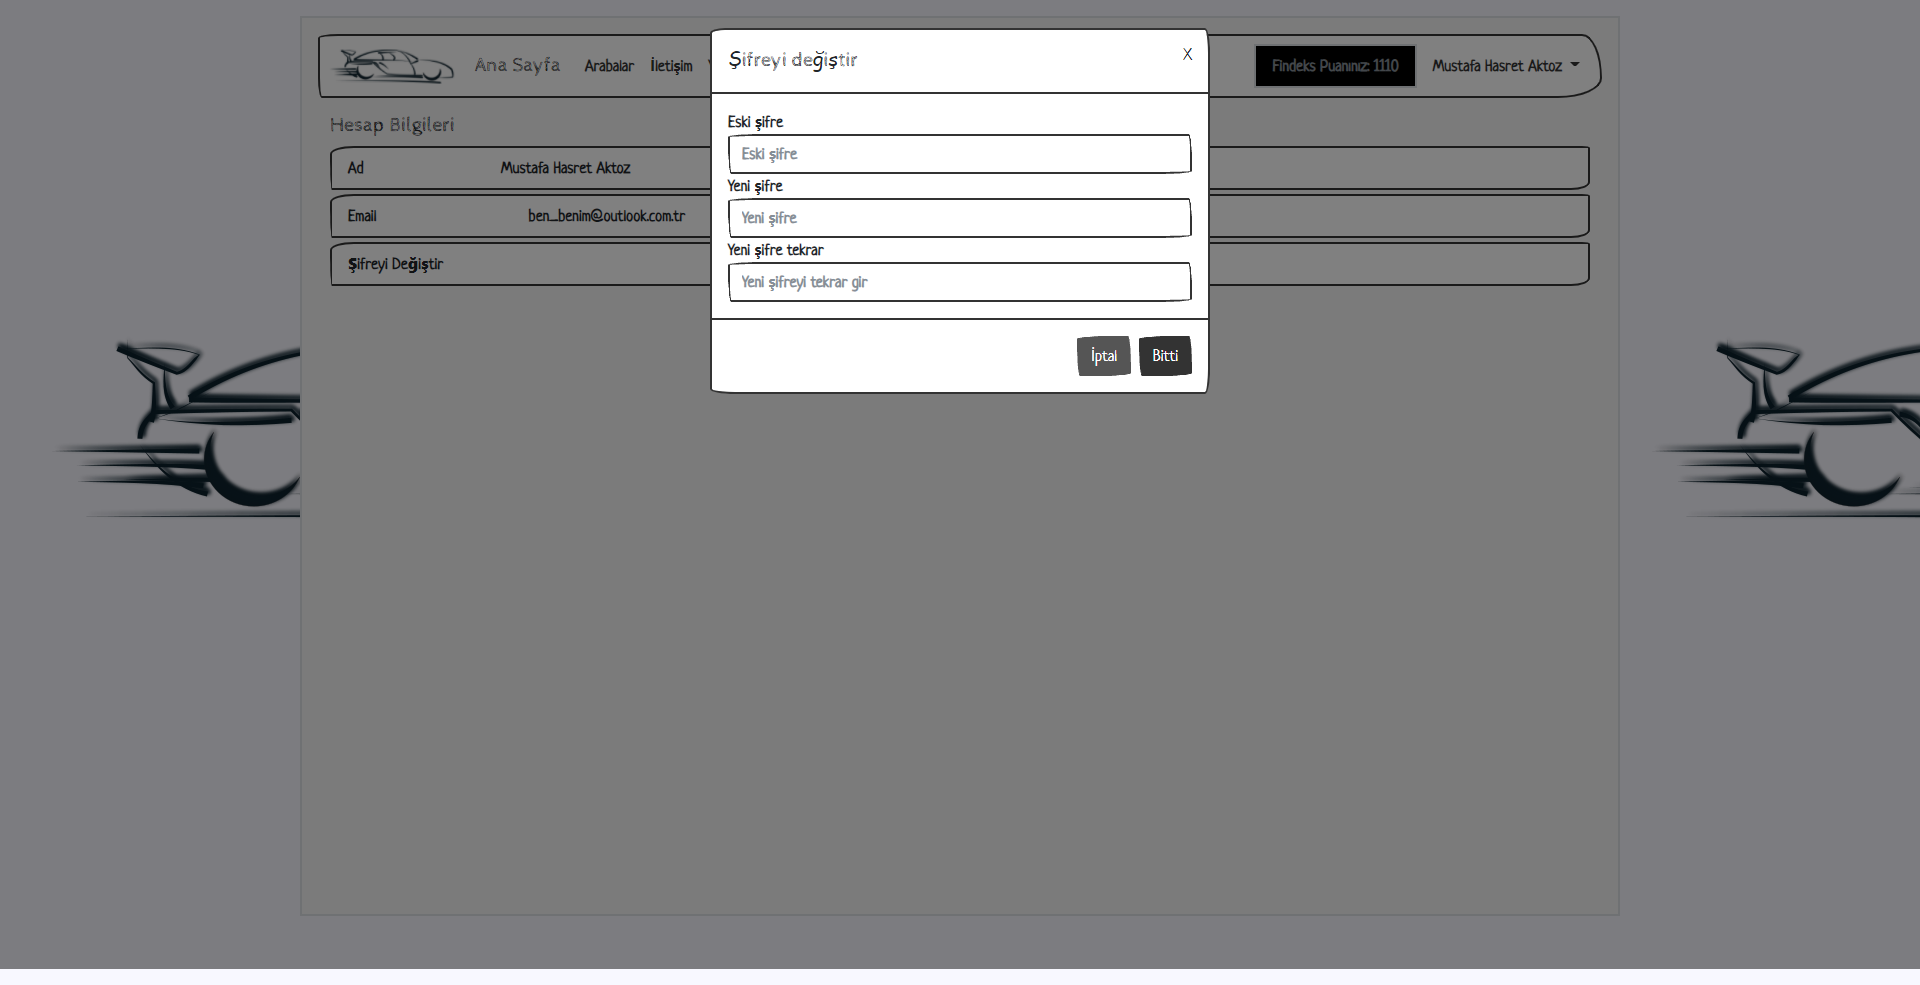 Ana Sayfa Arabalar İletişim
Findeks Puanınız: 1110
Mustafa Hasret Aktoz
Hesap Bilgileri
Ad Mustafa Hasret Aktoz
Email ben_benim@outlook.com.tr
Şifreyi Değiştir
Şifreyi değiştir
X
Eski şifre
Eski şifre
Yeni şifre
Yeni şifre
Yeni şifre tekrar
Yeni şifreyi tekrar gir
İptal Bitti